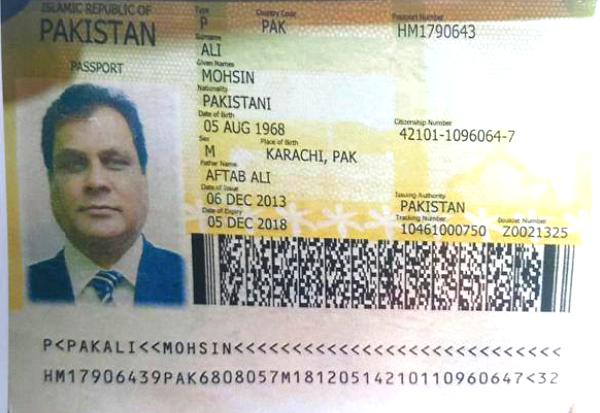 ISLAMIC REPUBLIC OF
PAKISTAN
PASSPORT
Type Country Code Passport Number
P PAK HM1790643
Surname
ALI
Given Names
MOHSIN
Nationality
PAKISTANI
Date of Birth Citizenship Number
05 AUG 1968 42101-1096064-7
Sex Place of Birth
M KARACHI, PAK
Father Name
AFTAB ALI
Date of Issue Issuing Authority
06 DEC 2013 PAKISTAN
Date of Expiry Tracking Number Booklet Number
05 DEC 2018 10461000750 Z0021325
P<PAKALI<<MOHSIN<<<<<<<<<<<<<<<<<<<<<<<<<<<<
HM17906439PAK6808057M1812051421011096​0647<32